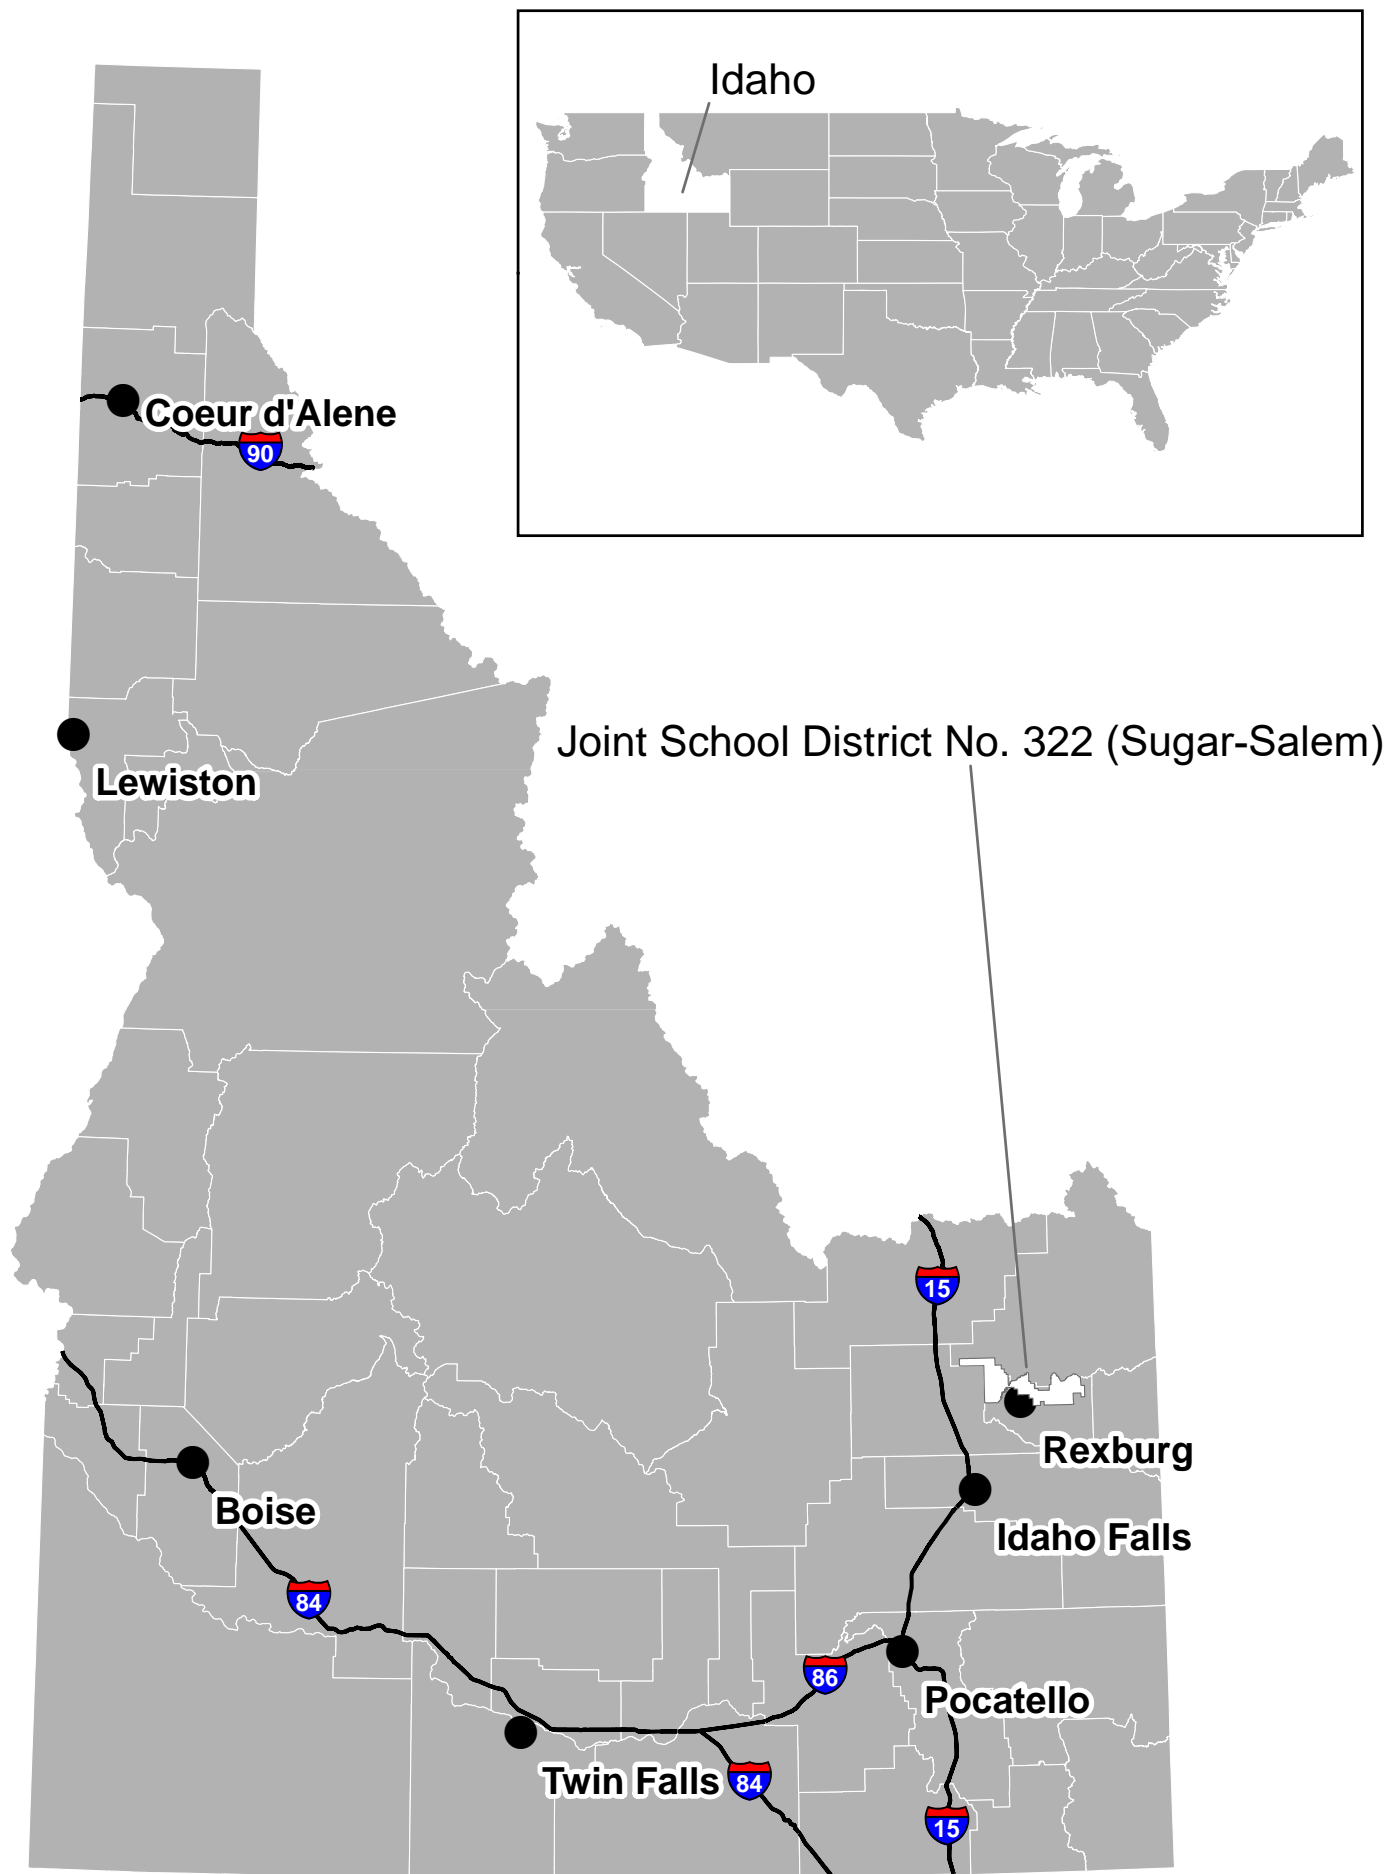 Idaho
Coeur d'Alene
90
Joint School District No. 322 (Sugar-Salem)
Lewiston
15
Rexburg
Idaho Falls
Boise
84
86
Pocatello
Twin Falls
84
15